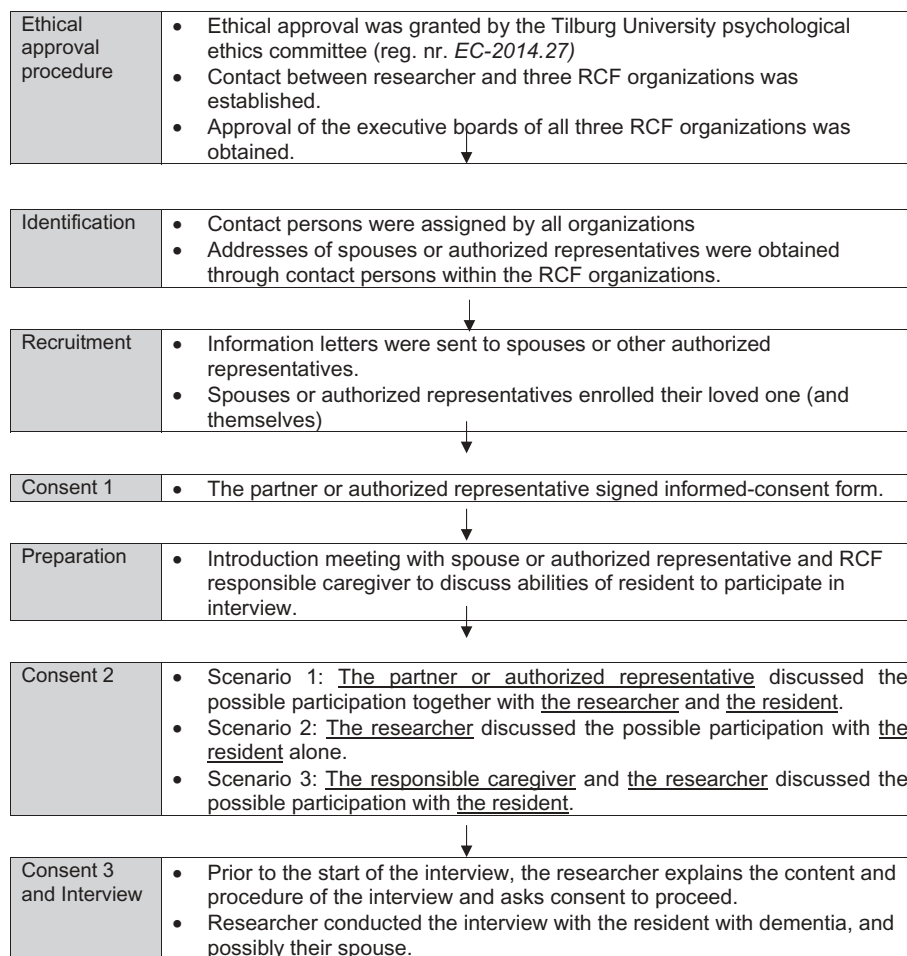 Ethical approval procedure
• Ethical approval was granted by the Tilburg University psychological
ethics committee (reg. nr. EC-2014.27)
• Contact between researcher and three RCF organizations was
established.
• Approval of the executive boards of all three RCF organizations was
obtained.
Identification
• Contact persons were assigned by all organizations
• Addresses of spouses or authorized representatives were obtained
through contact persons within the RCF organizations.
Recruitment
• Information letters were sent to spouses or other authorized
representatives.
• Spouses or authorized representatives enrolled their loved one (and
themselves)
Consent 1
• The partner or authorized representative signed informed-consent form.
Preparation
• Introduction meeting with spouse or authorized representative and RCF
responsible caregiver to discuss abilities of resident to participate in
interview.
Consent 2
• Scenario 1: The partner or authorized representative discussed the
possible participation together with the researcher and the resident.
• Scenario 2: The researcher discussed the possible participation with the
resident alone.
• Scenario 3: The responsible caregiver and the researcher discussed the
possible participation with the resident.
Consent 3
and Interview
• Prior to the start of the interview, the researcher explains the content and
procedure of the interview and asks consent to proceed.
• Researcher conducted the interview with the resident with dementia, and
possibly their spouse.